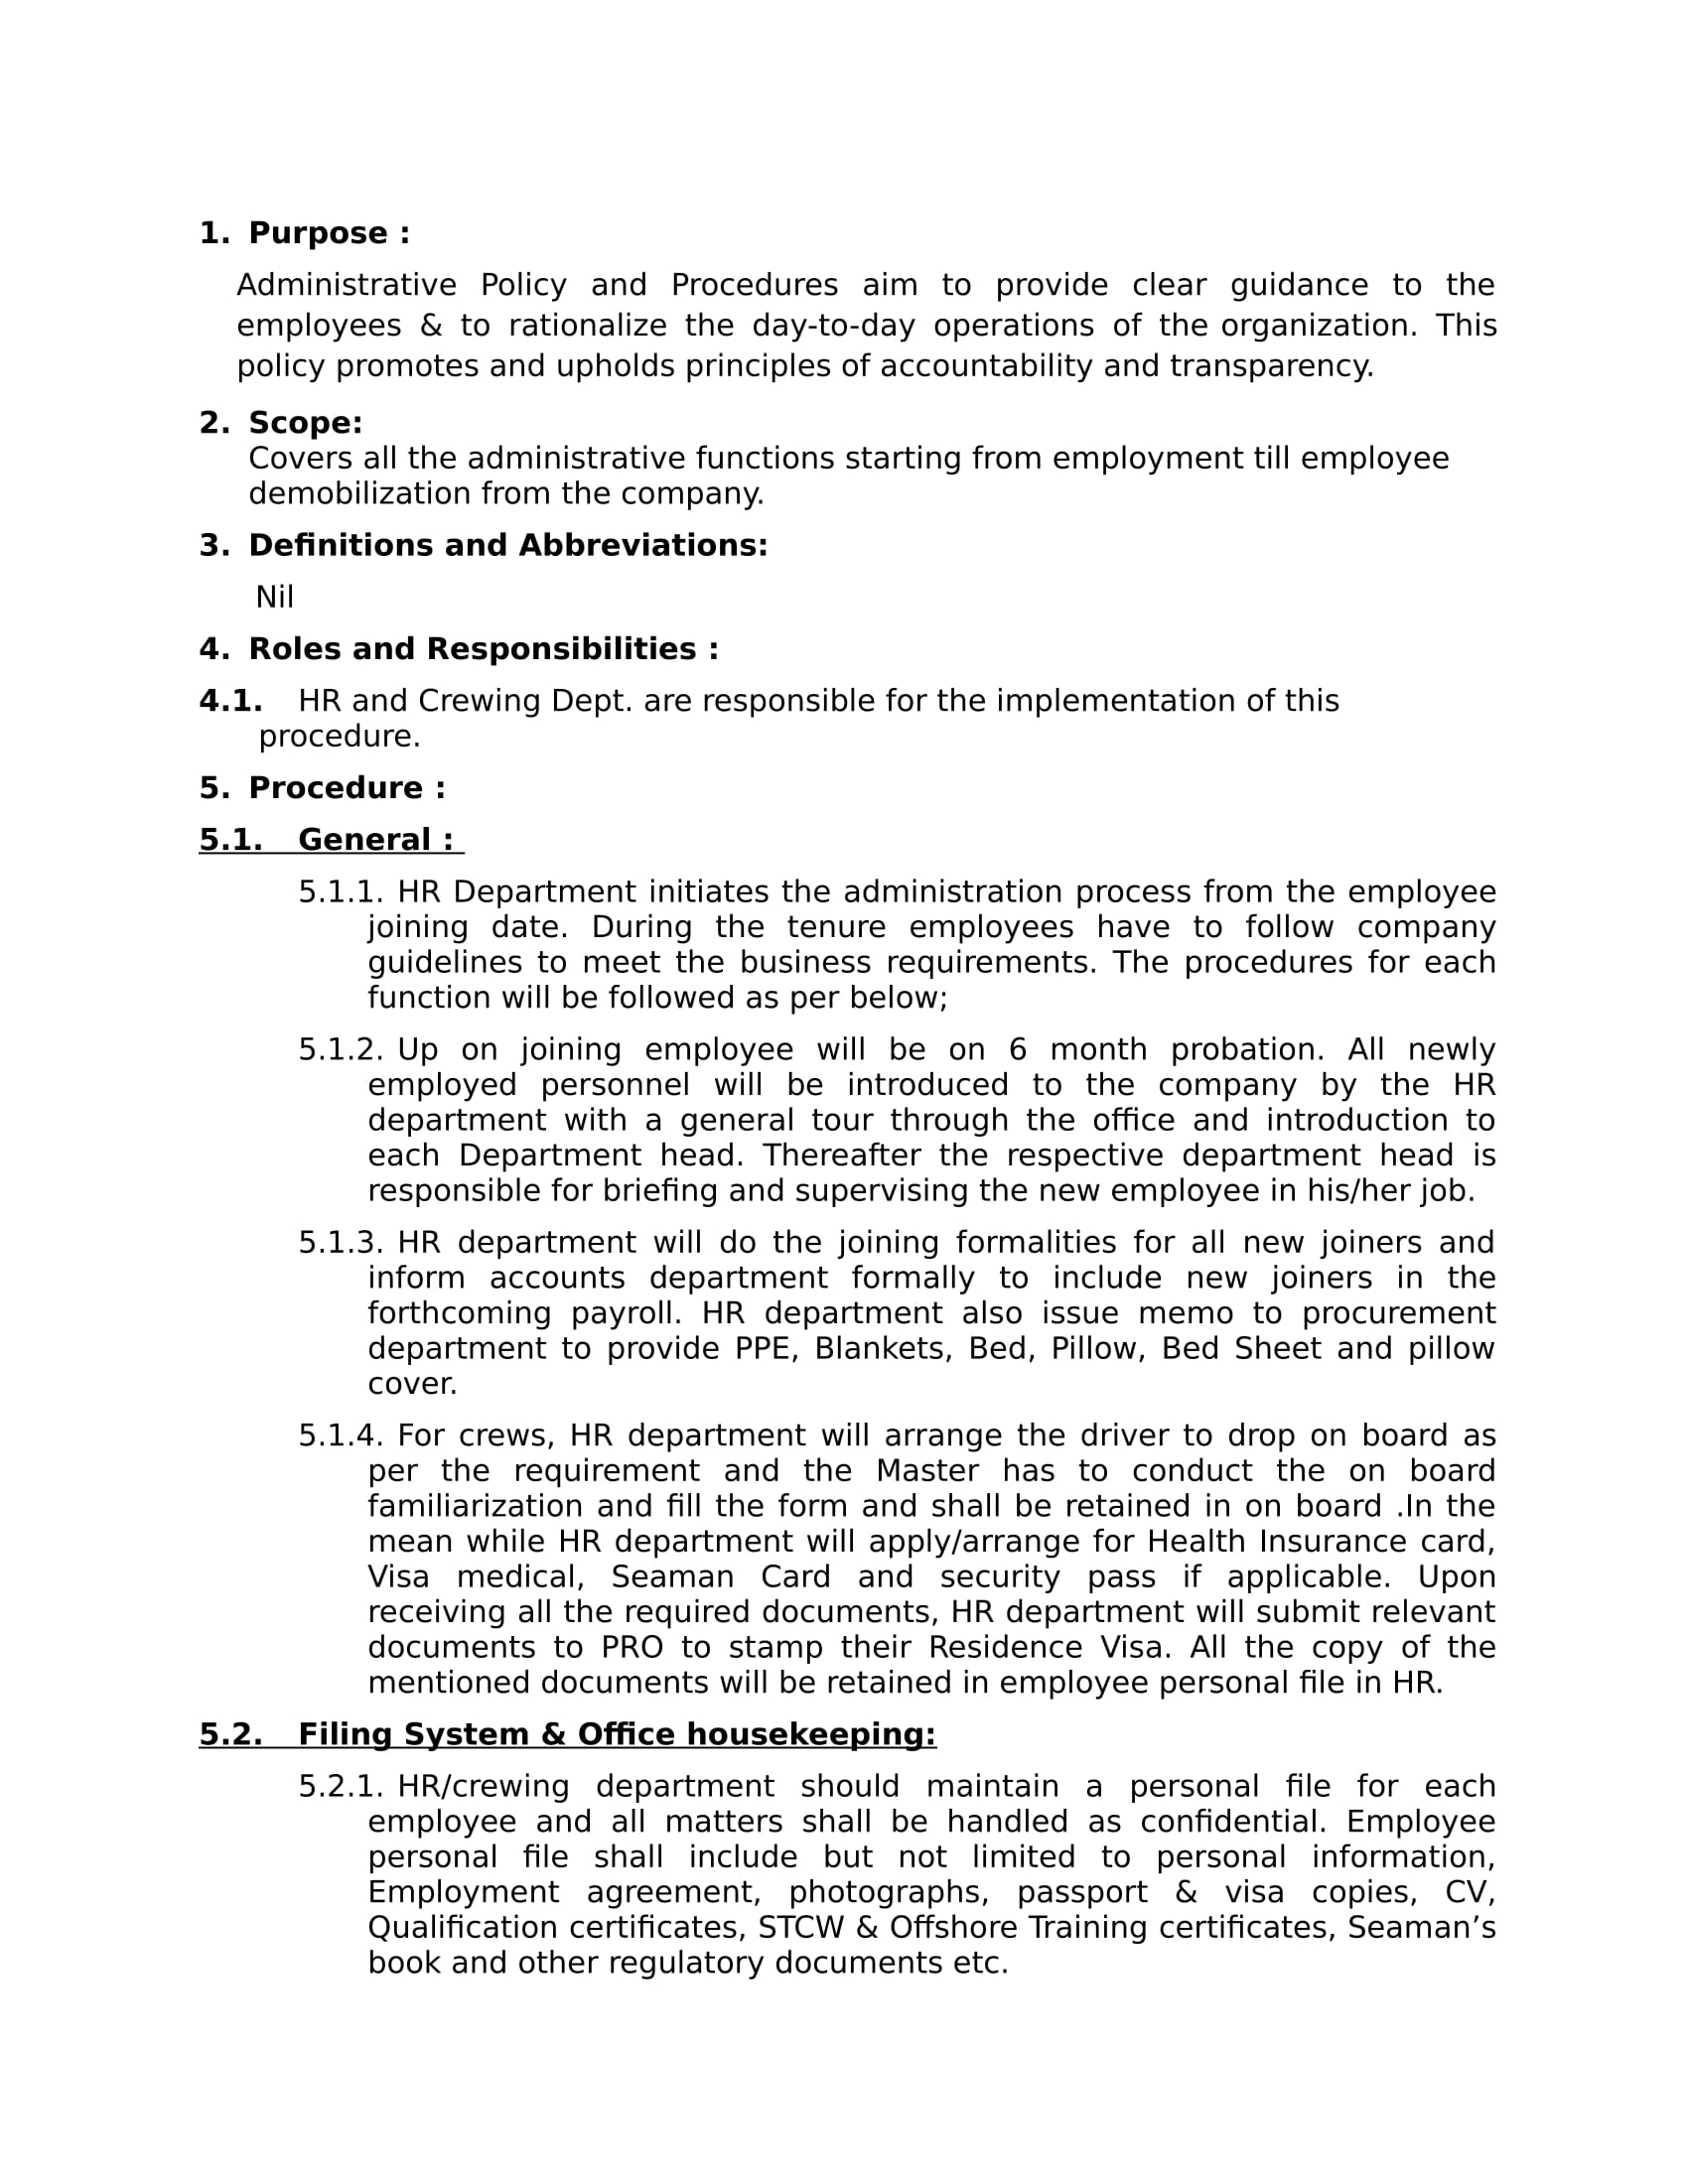 1. Purpose :
Administrative Policy and Procedures aim to provide clear guidance to the
employees & to rationalize the day-to-day operations of the organization. This
policy promotes and upholds principles of accountability and transparency.
2. Scope:
Covers all the administrative functions starting from employment till employee
demobilization from the company.
3. Definitions and Abbreviations:
Nil
4. Roles and Responsibilities :
4.1. HR and Crewing Dept. are responsible for the implementation of this
procedure.
5. Procedure :
5.1. General :
5.1.1. HR Department initiates the administration process from the employee
joining date. During the tenure employees have to follow company
guidelines to meet the business requirements. The procedures for each
function will be followed as per below;
5.1.2. Up on joining employee will be on 6 month probation. All newly
employed personnel will be introduced to the company by the HR
department with a general tour through the office and introduction to
each Department head. Thereafter the respective department head is
responsible for briefing and supervising the new employee in his/her job.
5.1.3. HR department will do the joining formalities for all new joiners and
inform accounts department formally to include new joiners in the
forthcoming payroll. HR department also issue memo to procurement
department to provide PPE, Blankets, Bed, Pillow, Bed Sheet and pillow
cover.
5.1.4. For crews, HR department will arrange the driver to drop on board as
per the requirement and the Master has to conduct the on board
familiarization and fill the form and shall be retained in on board .In the
mean while HR department will apply/arrange for Health Insurance card,
Visa medical, Seaman Card and security pass if applicable. Upon
receiving all the required documents, HR department will submit relevant
documents to PRO to stamp their Residence Visa. All the copy of the
mentioned documents will be retained in employee personal file in HR.
5.2. Filing System & Office housekeeping:
5.2.1. HR/crewing department should maintain a personal file for each
employee and all matters shall be handled as confidential. Employee
personal file shall include but not limited to personal information,
Employment agreement, photographs, passport & visa copies, CV,
Qualification certificates, STCW & Offshore Training certificates, Seaman’s
book and other regulatory documents etc.